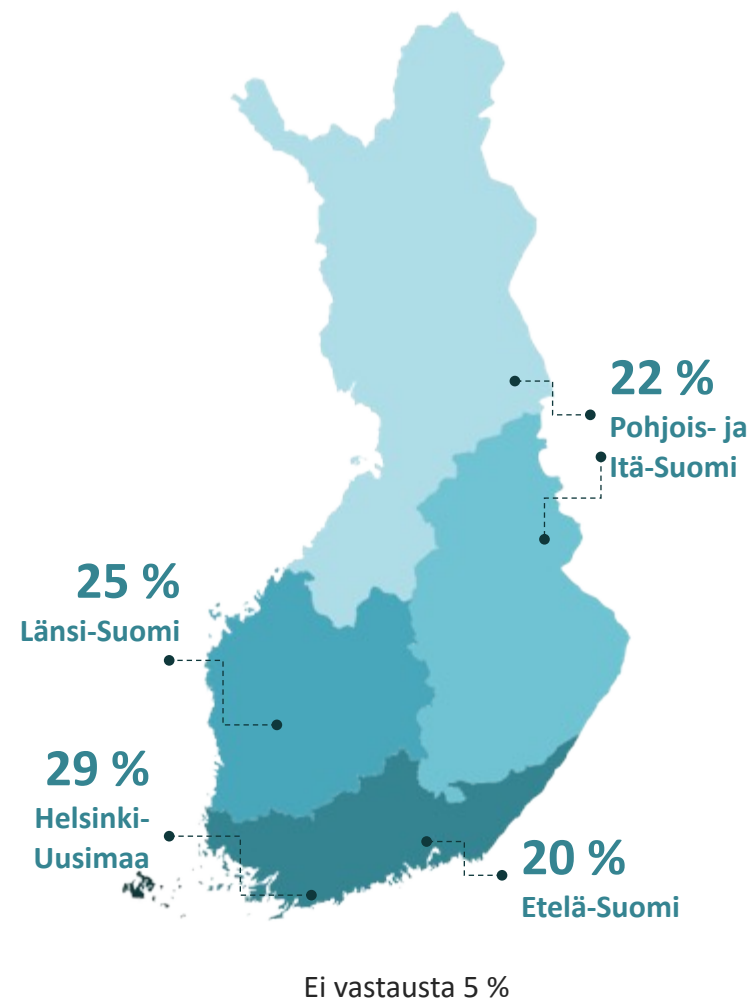 22 %
Pohjois- ja
Itä-Suomi
25 %
Länsi-Suomi
29 %
Helsinki-
Uusimaa
20 %
Etelä-Suomi
Ei vastausta 5 %